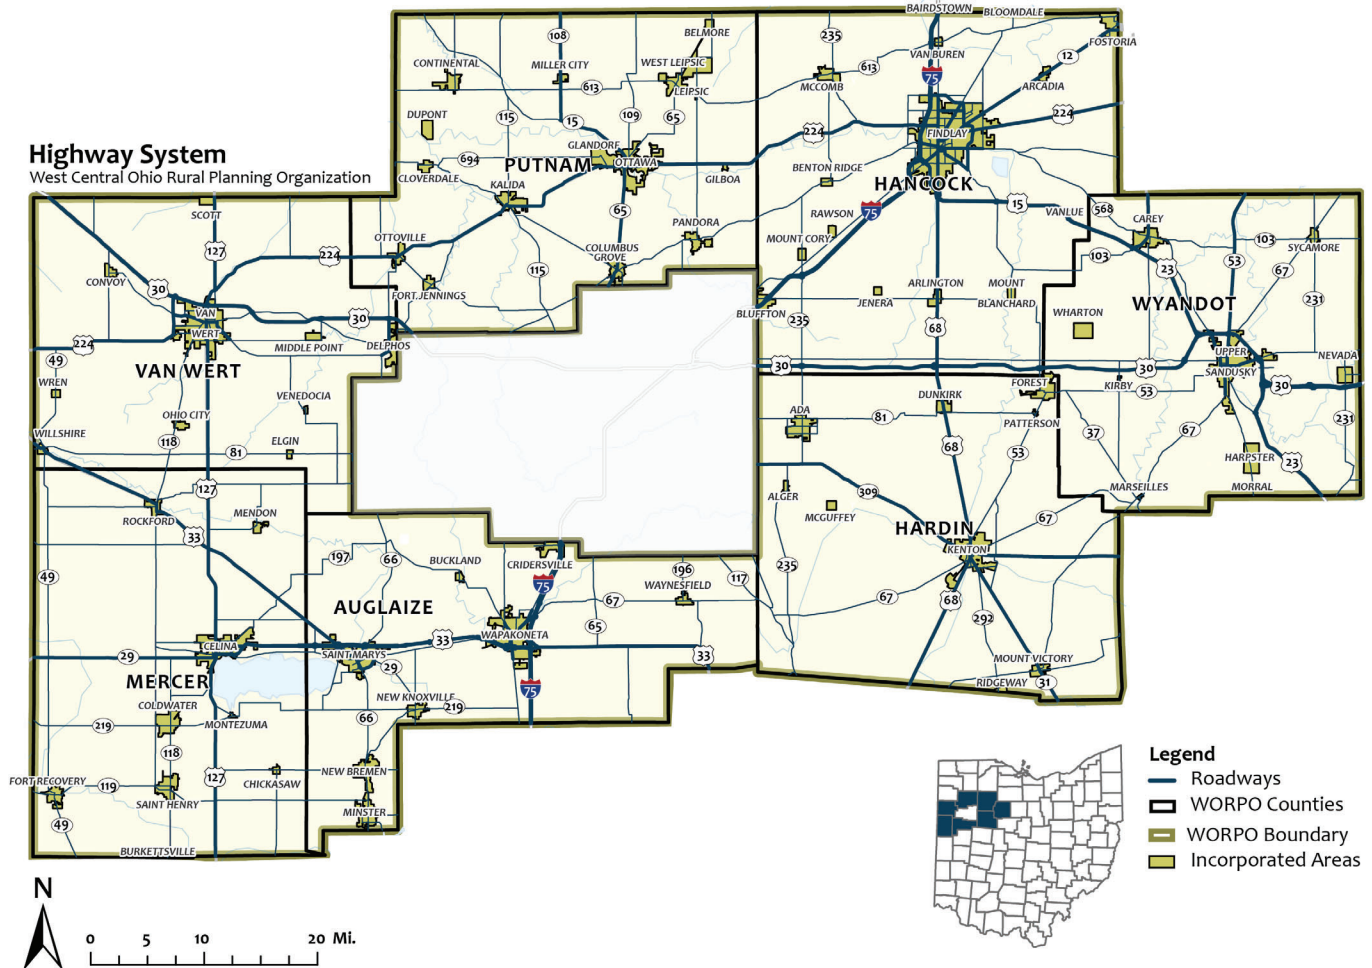 Highway System
West Central Ohio Rural Planning Organization
BAIRDSTOWN
BLOOMDALE
FOSTORIA
BELMORE
108
235
VAN BUREN
12
CONTINENTAL
MILLER CITY
WEST LEIPSIC
613
75
MCCOMB
ARCADIA
613
LEIPSIC
DUPONT
115
15
109
65
224
224
FINDLAY
GLANDORF
694
PUTNAM
OTTAWA
CLOVERDALE
GILBOA
BENTON RIDGE
HANCOCK
KALIDA
65
75
15
RAWSON
VANLUE
568
CAREY
SCOTT
PANDORA
MOUNT CORY
103
SYCAMORE
127
OTTOVILLE
COLUMBUS
GROVE
224
115
103
23
53
67
CONVOY
30
FORT JENNINGS
JENERA
ARLINGTON
MOUNT
BLANCHARD
231
WYANDOT
BLUFFTON
235
WHARTON
VAN
WERT
30
68
224
MIDDLE POINT
DELPHOS
UPPER
SANDUSKY
49
VAN WERT
30
30
NEVADA
WREN
KIRBY
FOREST
53
30
VENEDOCIA
DUNKIRK
OHIO CITY
ADA
81
PATTERSON
231
WILLSHIRE
118
ELGIN
81
68
53
37
67
HARPSTER
23
127
ALGER
309
MARSEILLES
MORRAL
ROCKFORD
MENDON
MCGUFFEY
67
33
HARDIN
KENTON
197
66
BUCKLAND
CRIDERSVILLE
235
49
75
WAYNESFIELD
196
117
AUGLAIZE
67
67
68
292
WAPAKONETA
65
CELINA
33
29
SAINT MARYS
33
MOUNT VICTORY
29
MERCER
75
RIDGEWAY
31
COLDWATER
NEW KNOXVILLE
219
219
MONTEZUMA
66
118
127
FORT RECOVERY
119
CHICKASAW
NEW BREMEN
SAINT HENRY
MINSTER
49
BURKETTSVILLE
N
0 5 10 20 Mi.
Legend
Roadways
WORPO Counties
WORPO Boundary
Incorporated Areas